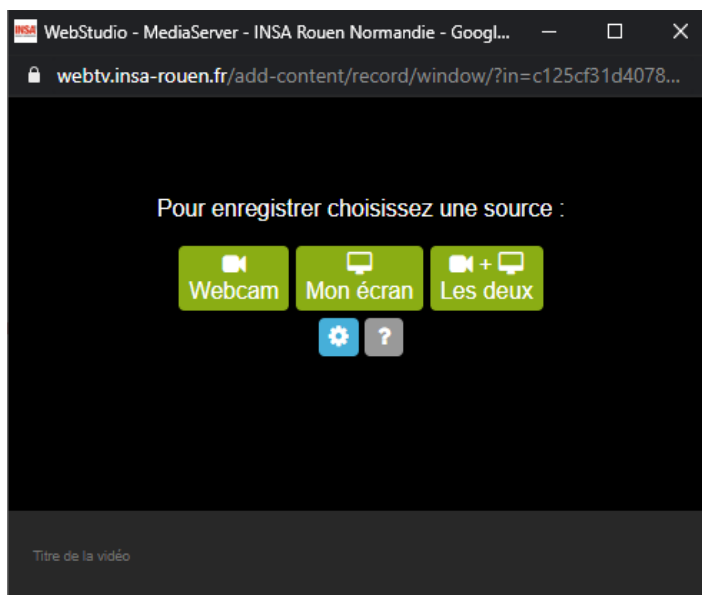 INSA WebStudio - MediaServer - INSA Rouen Normandie - Googl...
webtv.insa-rouen.fr/add-content/record/window/?in=c125cf31d4078...
Pour enregistrer choisissez une source :
+
Webcam Mon écran Les deux
?
Titre de la vidéo